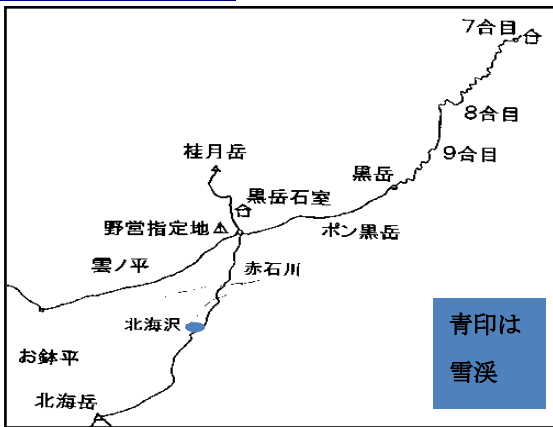 7合目
8合目
9合目
桂月岳
黒岳
黒岳石室
野営指定地
ポン黒岳
雲ノ平
赤石川
北海沢
お鉢平
北海岳
青印は
雪渓